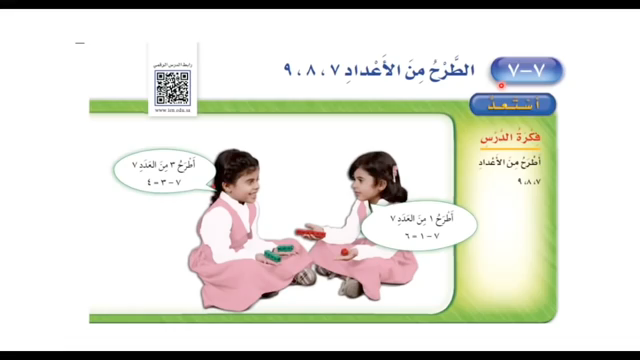 ٧-٧
الطَّرْحُ مِنَ الأَعْدادِ ٧ ، ٨ ، ٩
رابط الدرس الرقمي
www.ien.edu.sa
أَسْتَعِدُّ
فِكْرَةُ الدَّرْسِ
أَطْرَحُ مِنَ الأَعْدادِ
٧، ٨، ٩
أَطْرَحُ ٣ مِنَ العَدَدِ ٧
٧ − ٣ = ٤
أَطْرَحُ ١ مِنَ العَدَدِ ٧
٧ − ١ = ٦